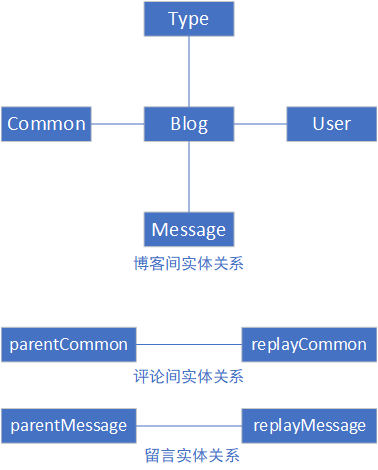 Type
Common
Blog
User
Message
博客间实体关系
parentCommon
replayCommon
评论间实体关系
parentMessage
replayMessage
留言实体关系